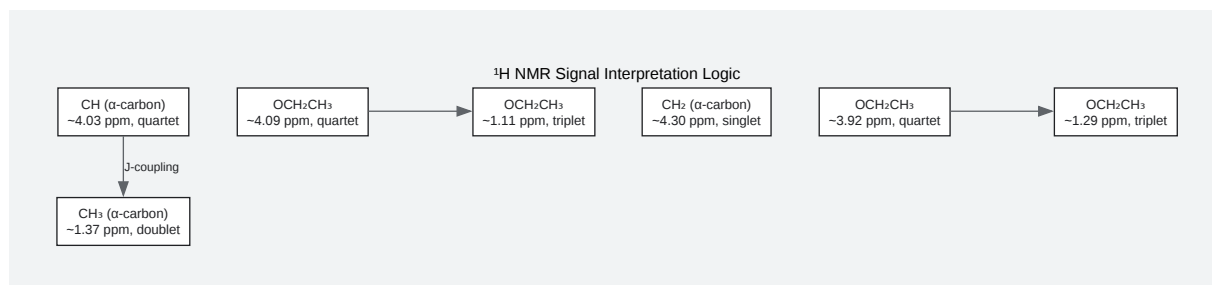 ¹H NMR Signal Interpretation Logic
CH (α-carbon)
~4.03 ppm, quartet
OCH₂CH₃
~4.09 ppm, quartet
OCH₂CH₃
~1.11 ppm, triplet
CH₂ (α-carbon)
~4.30 ppm, singlet
OCH₂CH₃
~3.92 ppm, quartet
OCH₂CH₃
~1.29 ppm, triplet
J-coupling
CH₃ (α-carbon)
~1.37 ppm, doublet